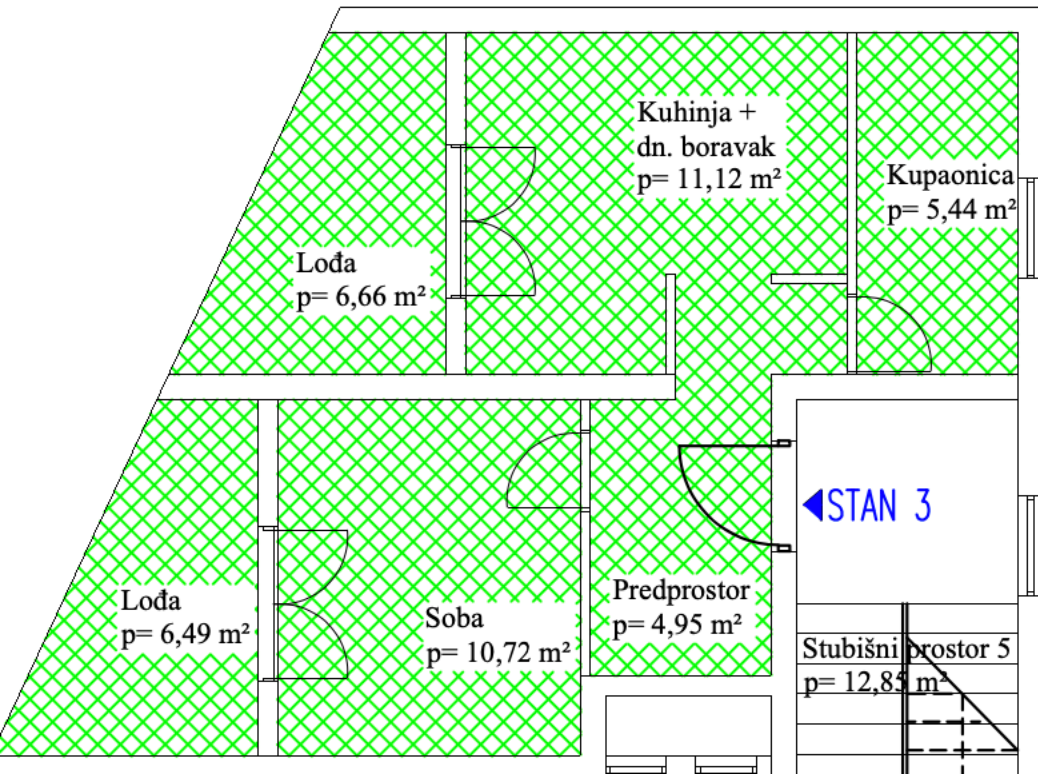 Kuhinja +
dn. boravak
p= 11,12 m²
Kupaonica
p= 5,44 m²
Lođa
p= 6,66 m²
STAN 3
Lođa
p= 6,49 m²
Soba
p= 10,72 m²
Predprostor
p= 4,95 m²
Stubišni prostor 5
p= 12,85 m²